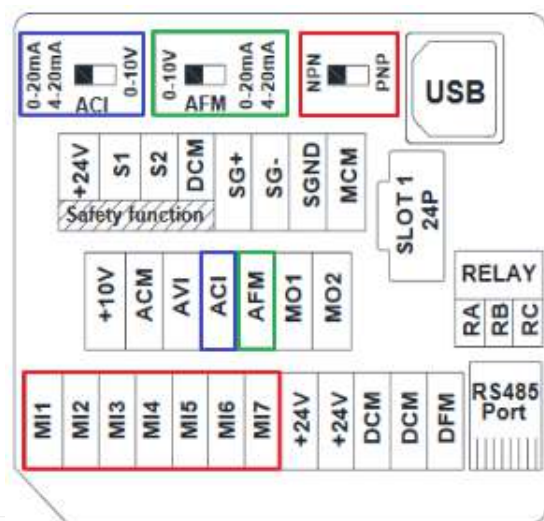 0-20mA
4-20mA
0-10V
ACI
0-10V
0-20mA
4-20mA
AFM
NPN
PNP
USB
+24V S1 S2 DCM SG+ SG- SGND MCM
Safety function
SLOT 1
24P
+10V ACM AVI ACI AFM MO1 MO2
RELAY
RA RB RC
MI1 MI2 MI3 MI4 MI5 MI6 MI7 +24V +24V DCM DCM DFM
RS485
Port